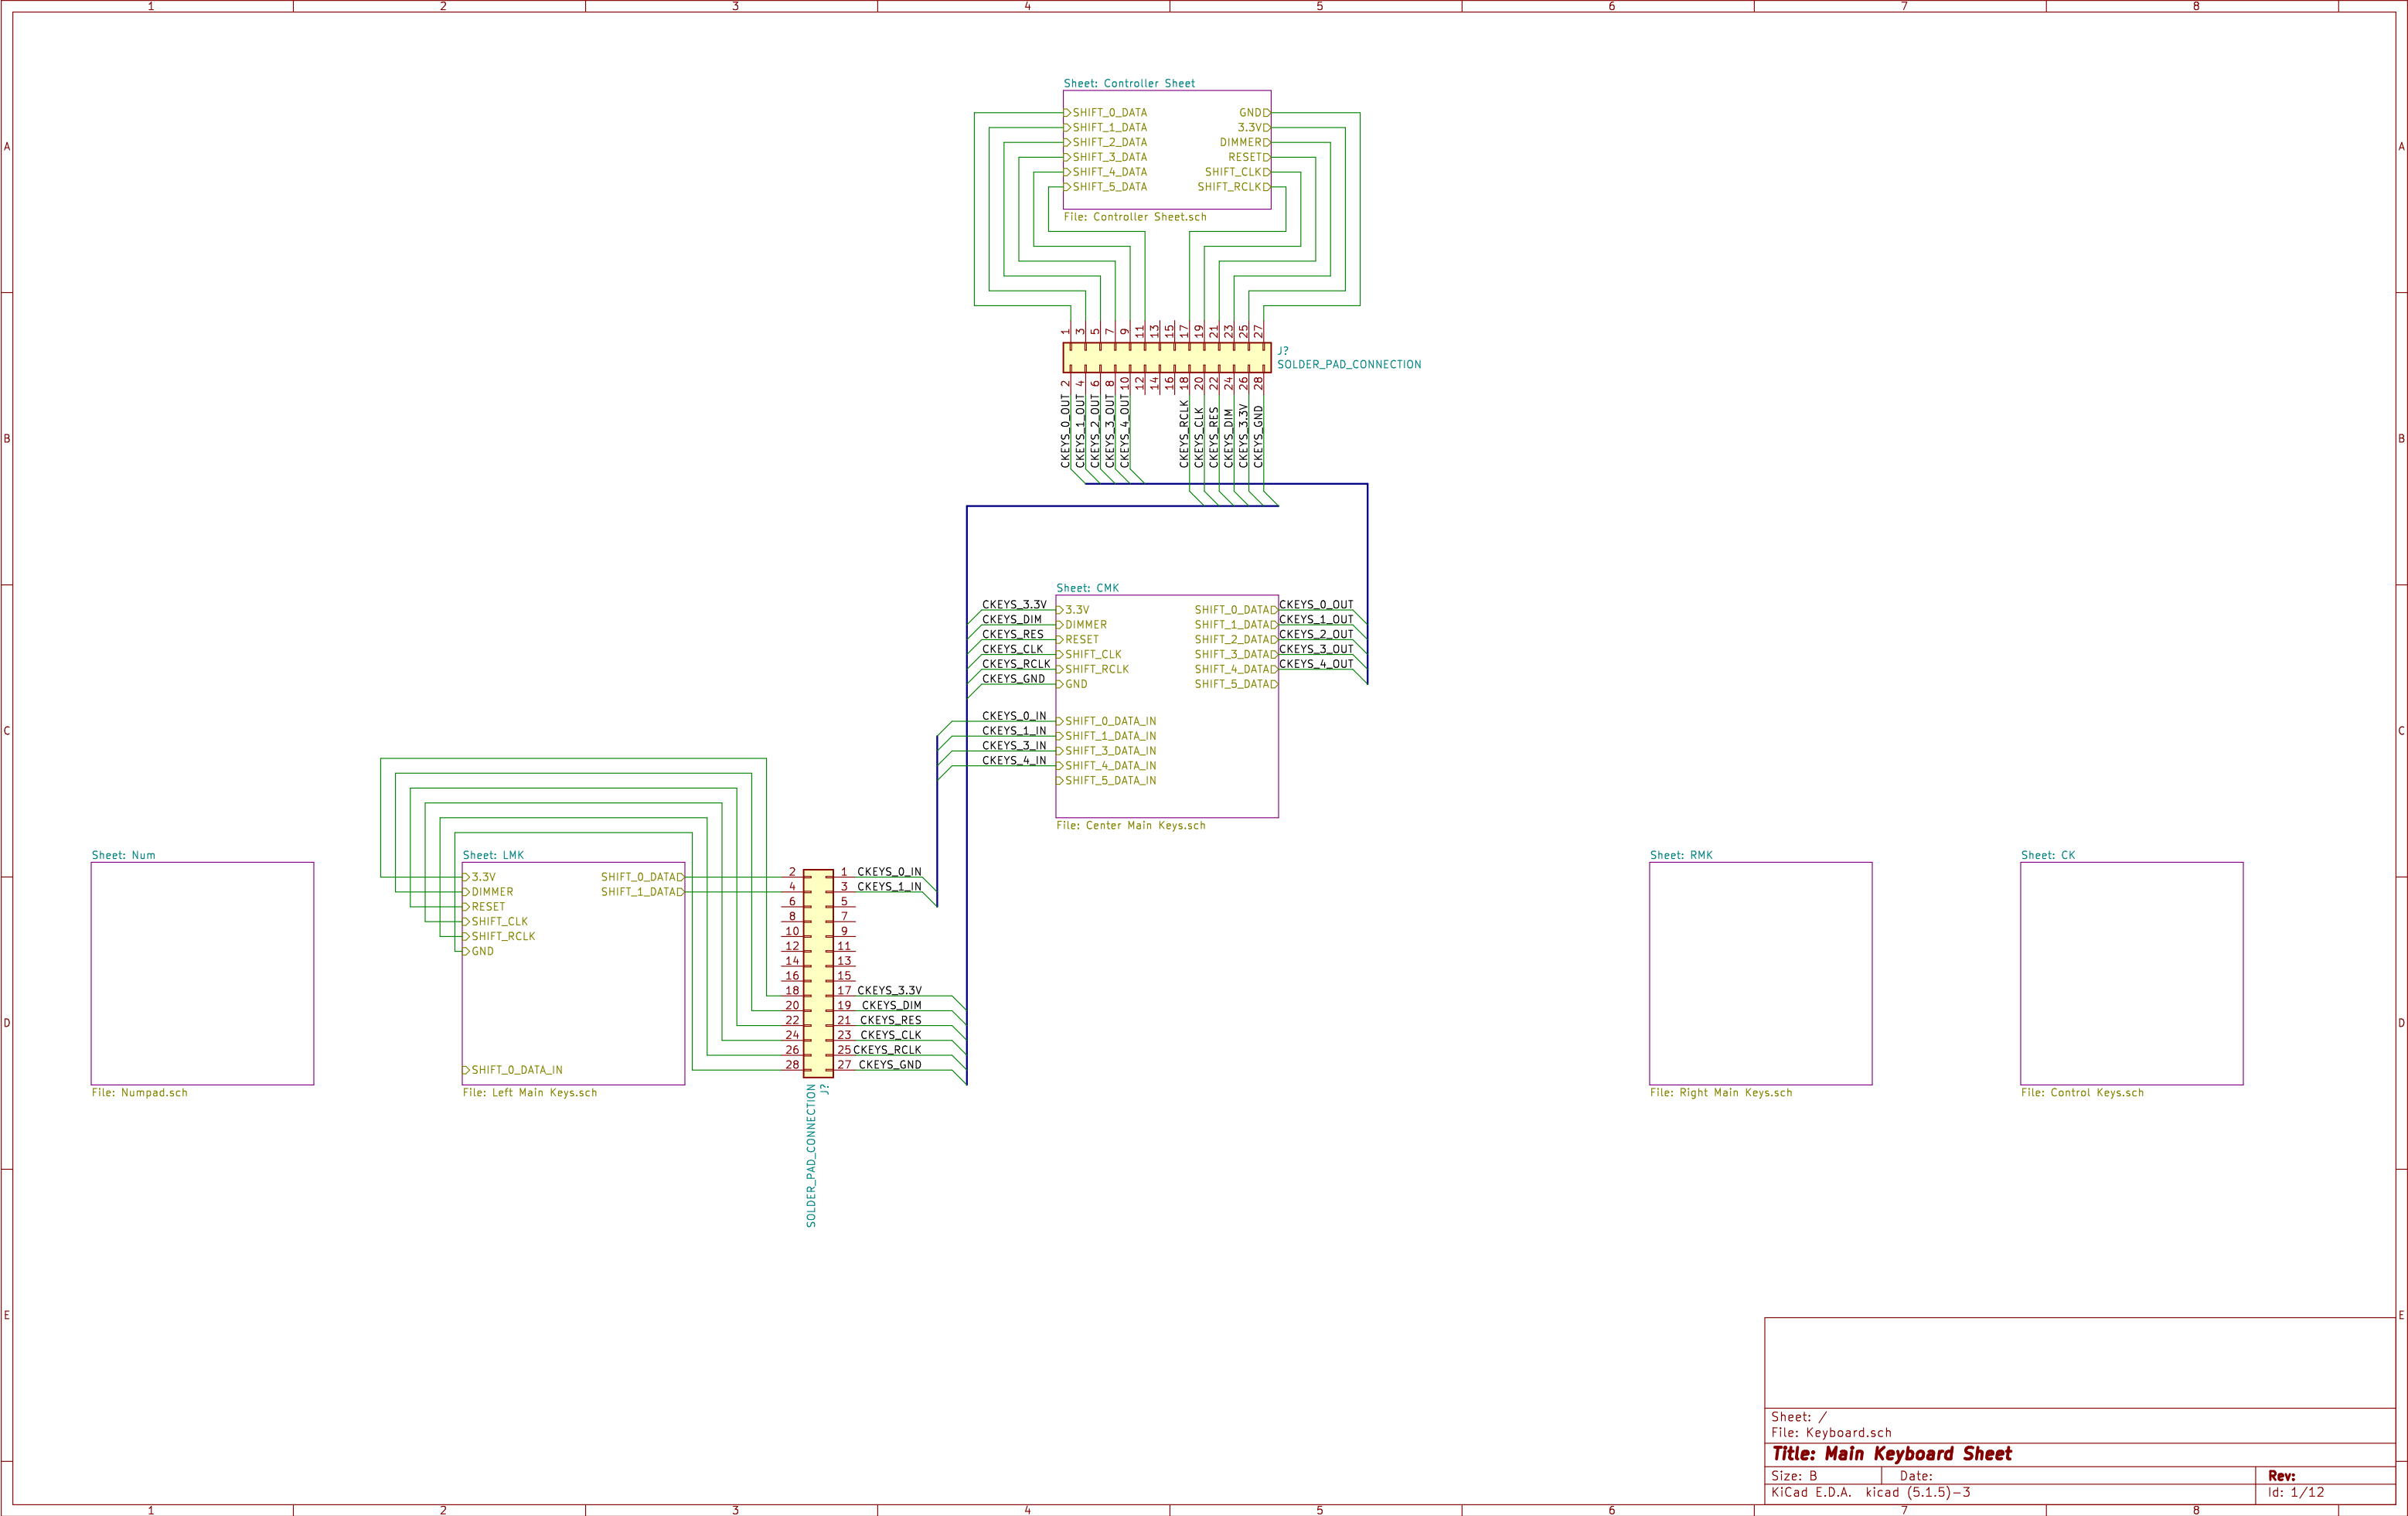 1 2 3 4 5 6 7 8
A A
B B
C C
D D
E E
Sheet: Controller Sheet
SHIFT_0_DATA GND
SHIFT_1_DATA 3.3V
SHIFT_2_DATA DIMMER
SHIFT_3_DATA RESET
SHIFT_4_DATA SHIFT_CLK
SHIFT_5_DATA SHIFT_RCLK
File: Controller Sheet.sch
1 3 5 7 9 11 13 15 17 19 21 23 25 27
J?
SOLDER_PAD_CONNECTION
2 4 6 8 10 12 14 16 18 20 22 24 26 28
CKEYS_0_OUT
CKEYS_1_OUT
CKEYS_2_OUT
CKEYS_3_OUT
CKEYS_4_OUT
CKEYS_RCLK
CKEYS_CLK
CKEYS_RES
CKEYS_DIM
CKEYS_3.3V
CKEYS_GND
Sheet: CMK
CKEYS_3.3V 3.3V SHIFT_0_DATA CKEYS_0_OUT
CKEYS_DIM DIMMER SHIFT_1_DATA CKEYS_1_OUT
CKEYS_RES RESET SHIFT_2_DATA CKEYS_2_OUT
CKEYS_CLK SHIFT_CLK SHIFT_3_DATA CKEYS_3_OUT
CKEYS_RCLK SHIFT_RCLK SHIFT_4_DATA CKEYS_4_OUT
CKEYS_GND GND SHIFT_5_DATA
CKEYS_0_IN SHIFT_0_DATA_IN
CKEYS_1_IN SHIFT_1_DATA_IN
CKEYS_3_IN SHIFT_3_DATA_IN
CKEYS_4_IN SHIFT_4_DATA_IN
SHIFT_5_DATA_IN
File: Center Main Keys.sch
Sheet: Num
File: Numpad.sch
Sheet: LMK
3.3V SHIFT_0_DATA
DIMMER SHIFT_1_DATA
RESET
SHIFT_CLK
SHIFT_RCLK
GND
SHIFT_0_DATA_IN
File: Left Main Keys.sch
2 1 CKEYS_0_IN
4 3 CKEYS_1_IN
6 5
8 7
10 9
12 11
14 13
16 15
18 17 CKEYS_3.3V
20 19 CKEYS_DIM
22 21 CKEYS_RES
24 23 CKEYS_CLK
26 25 CKEYS_RCLK
28 27 CKEYS_GND
J?
SOLDER_PAD_CONNECTION
Sheet: RMK
File: Right Main Keys.sch
Sheet: CK
File: Control Keys.sch
Sheet: /
File: Keyboard.sch
Title: Main Keyboard Sheet
Size: B Date: Rev:
KiCad E.D.A. kicad (5.1.5)-3 Id: 1/12
1 2 3 4 5 6 7 8